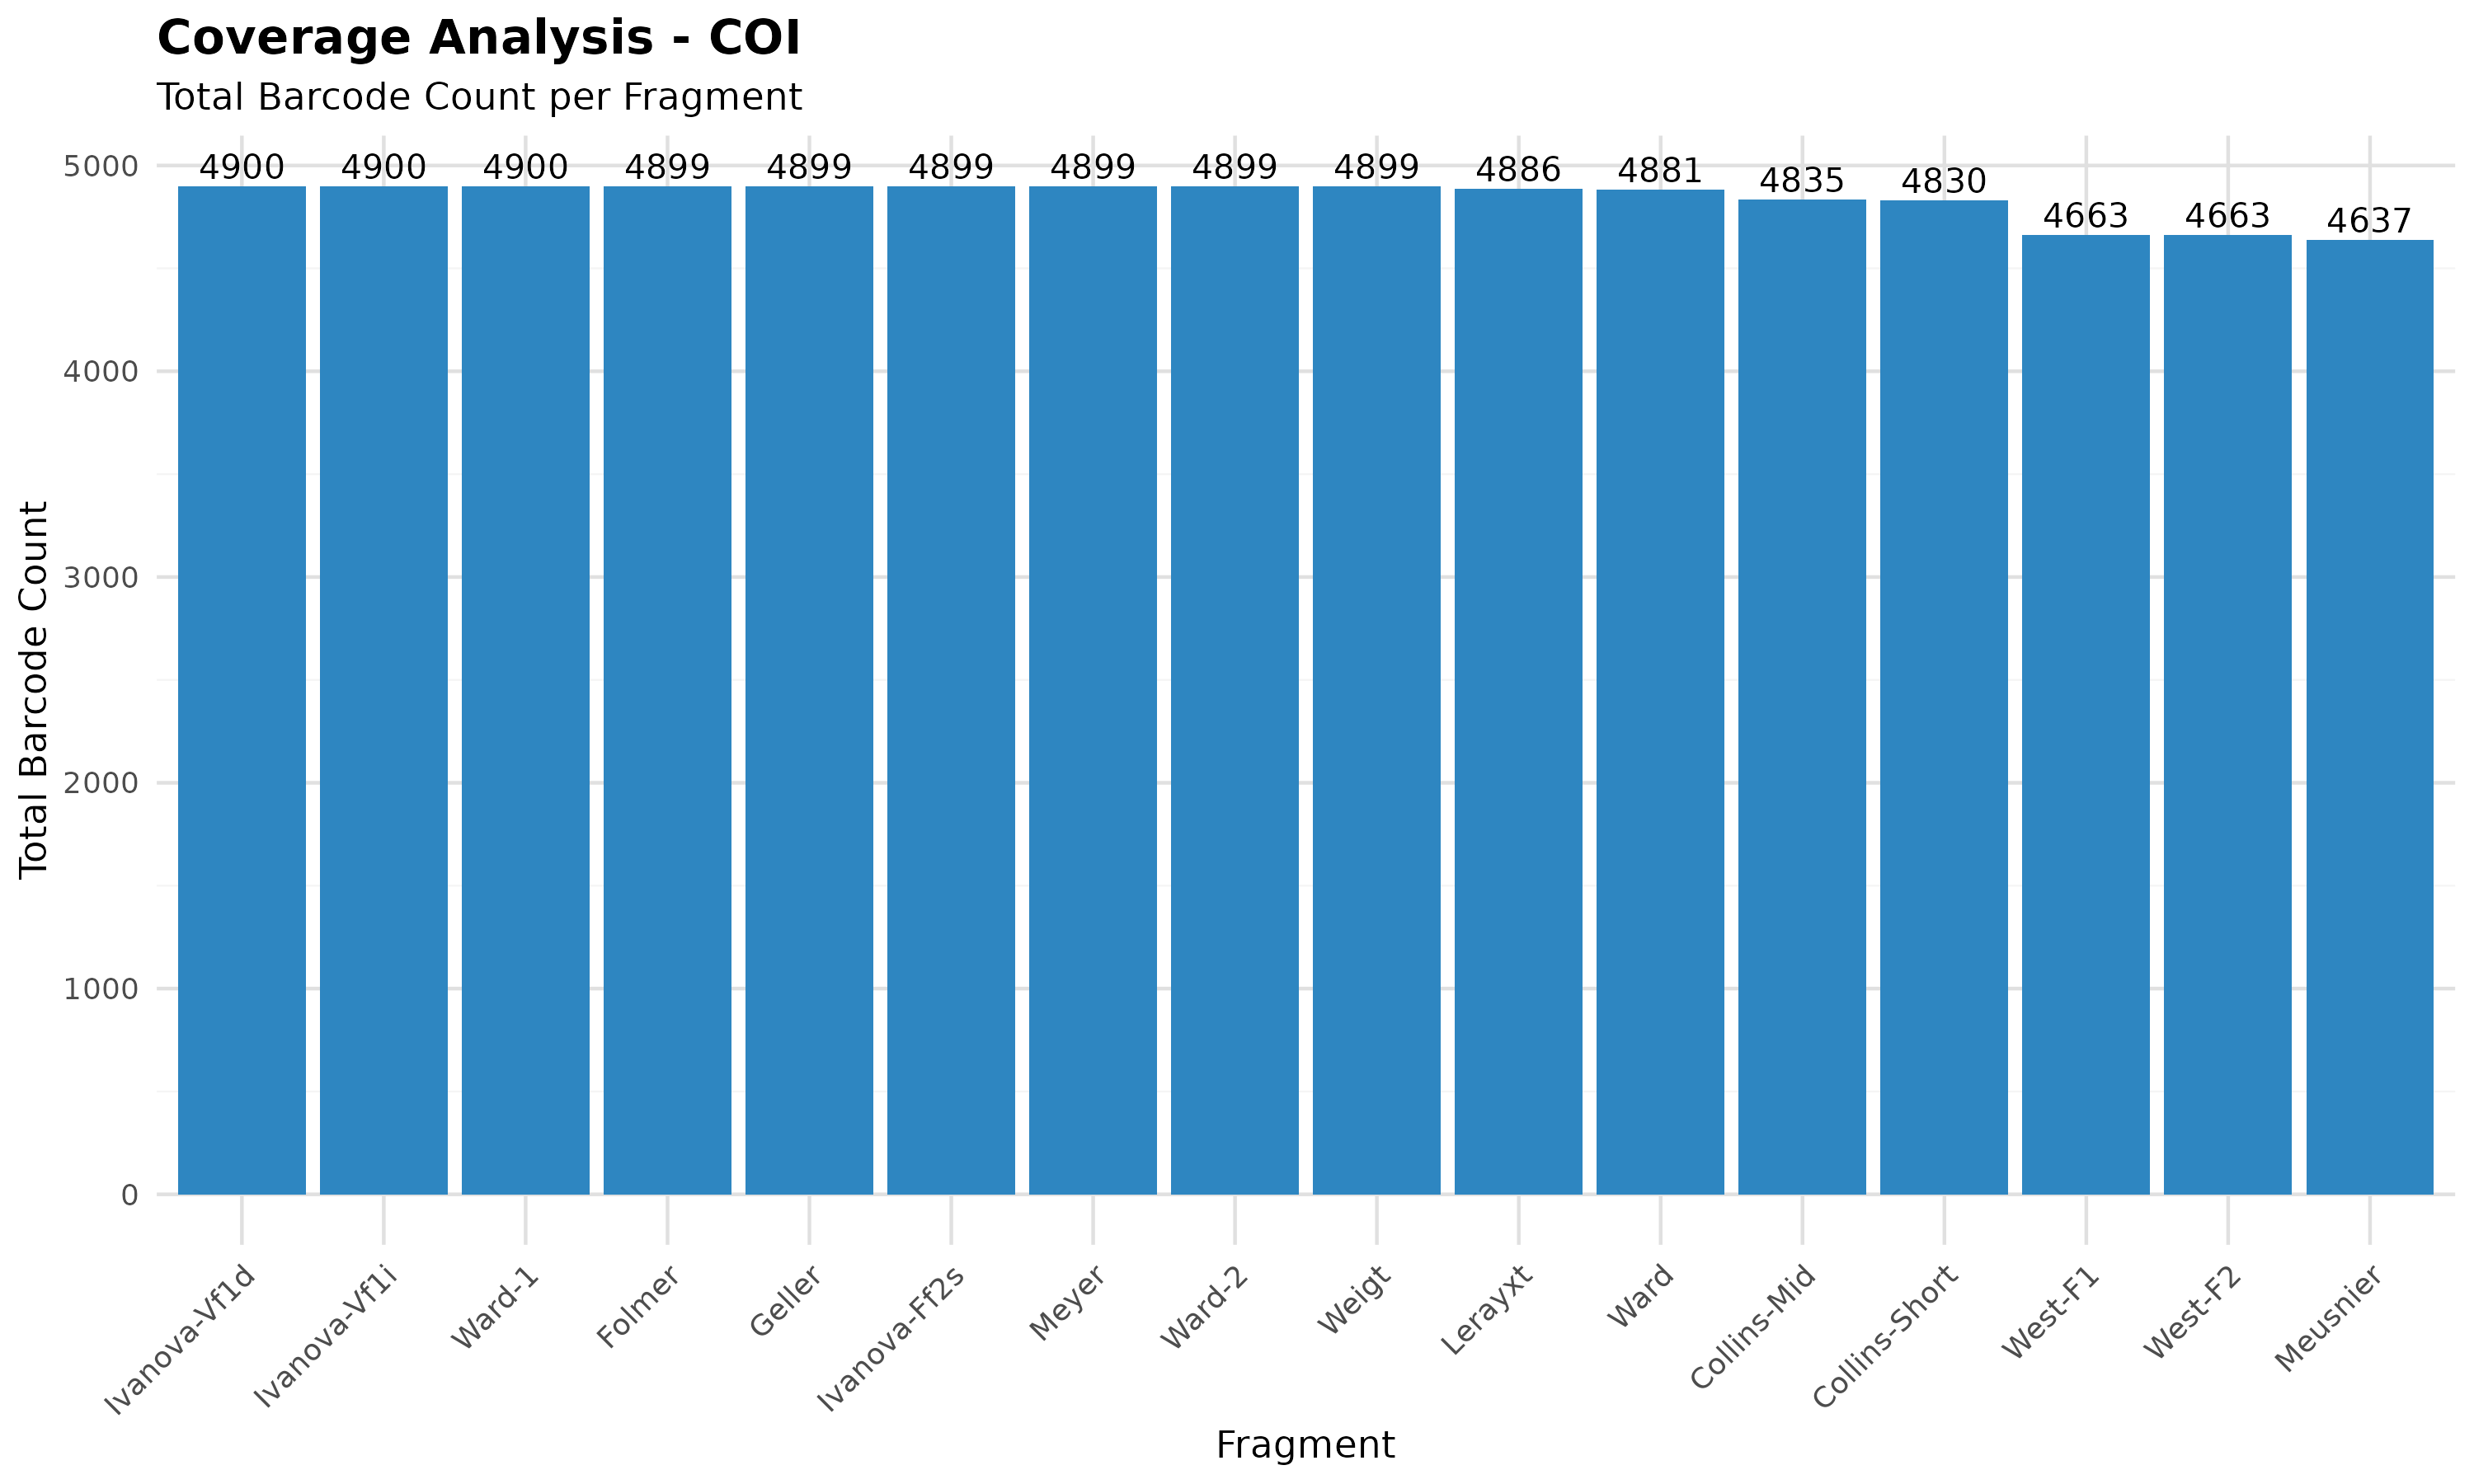 Coverage Analysis - COI
Total Barcode Count per Fragment
Total Barcode Count
5000
4000
3000
2000
1000
0
4900
4900
4900
4899
4899
4899
4899
4899
4899
4886
4881
4835
4830
4663
4663
4637
Ivanova-Vf1d
Ivanova-Vf1i
Ward-1
Folmer
Geller
Ivanova-Ff2s
Meyer
Ward-2
Weigt
Lerayxt
Ward
Collins-Mid
Collins-Short
West-F1
West-F2
Meusnier
Fragment